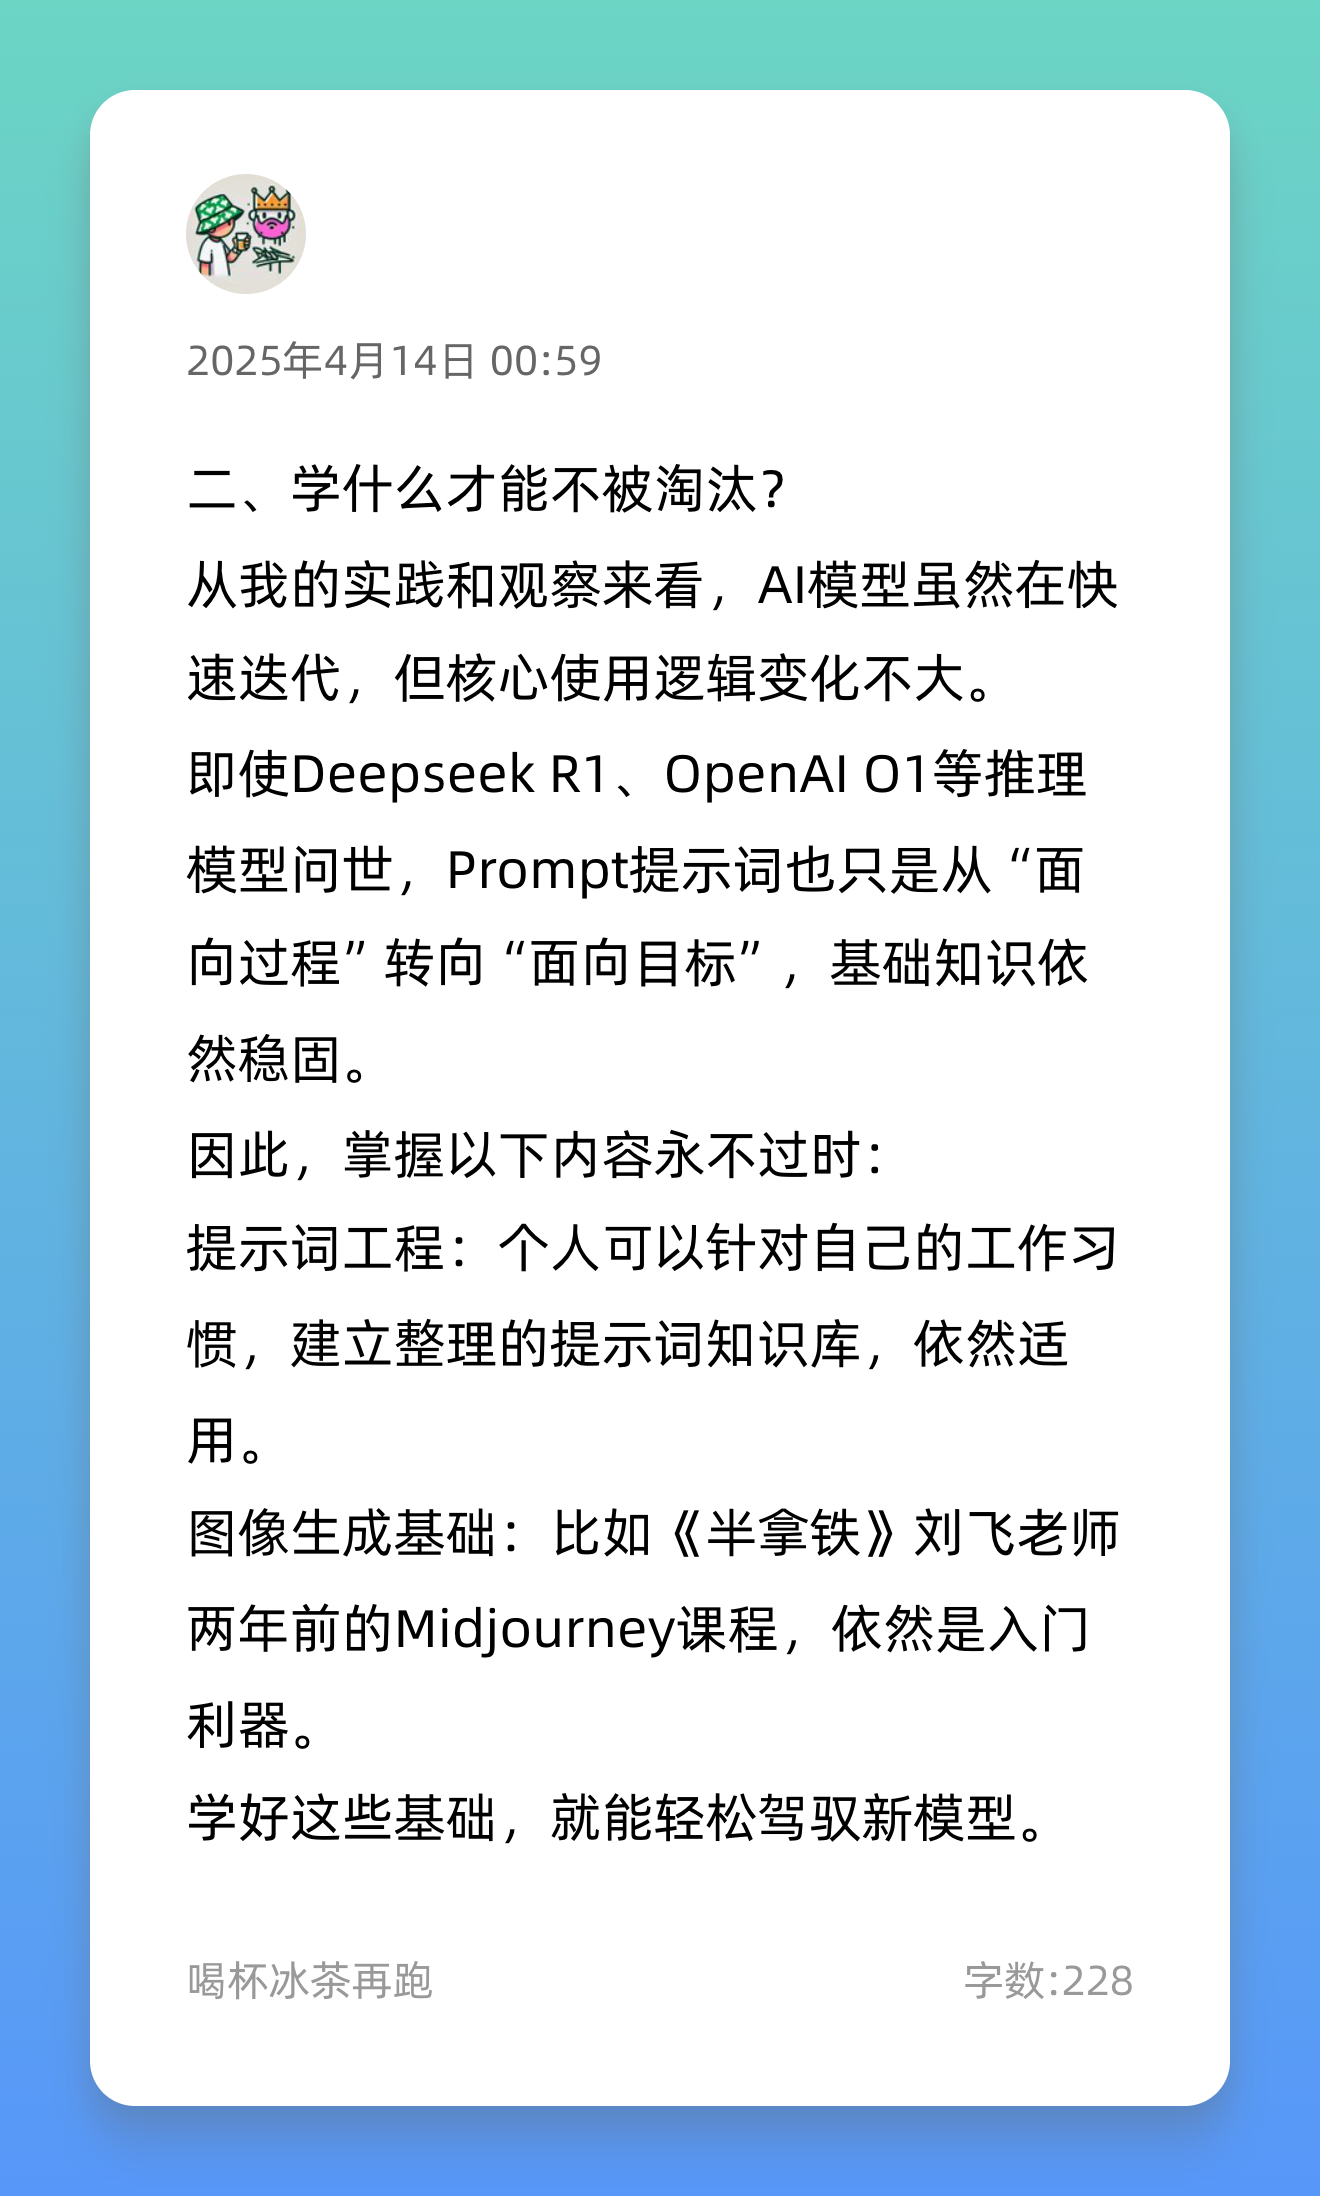 2025年4月14日 00:59
二、学什么才能不被淘汰？
从我的实践和观察来看，AI模型虽然在快
速迭代，但核心使用逻辑变化不大。
即使Deepseek R1、OpenAI O1等推理
模型问世，Prompt提示词也只是从“面
向过程”转向“面向目标”，基础知识依
然稳固。
因此，掌握以下内容永不过时：
提示词工程：个人可以针对自己的工作习
惯，建立整理的提示词知识库，依然适
用。
图像生成基础：比如《半拿铁》刘飞老师
两年前的Midjourney课程，依然是入门
利器。
学好这些基础，就能轻松驾驭新模型。
喝杯冰茶再跑
字数:228